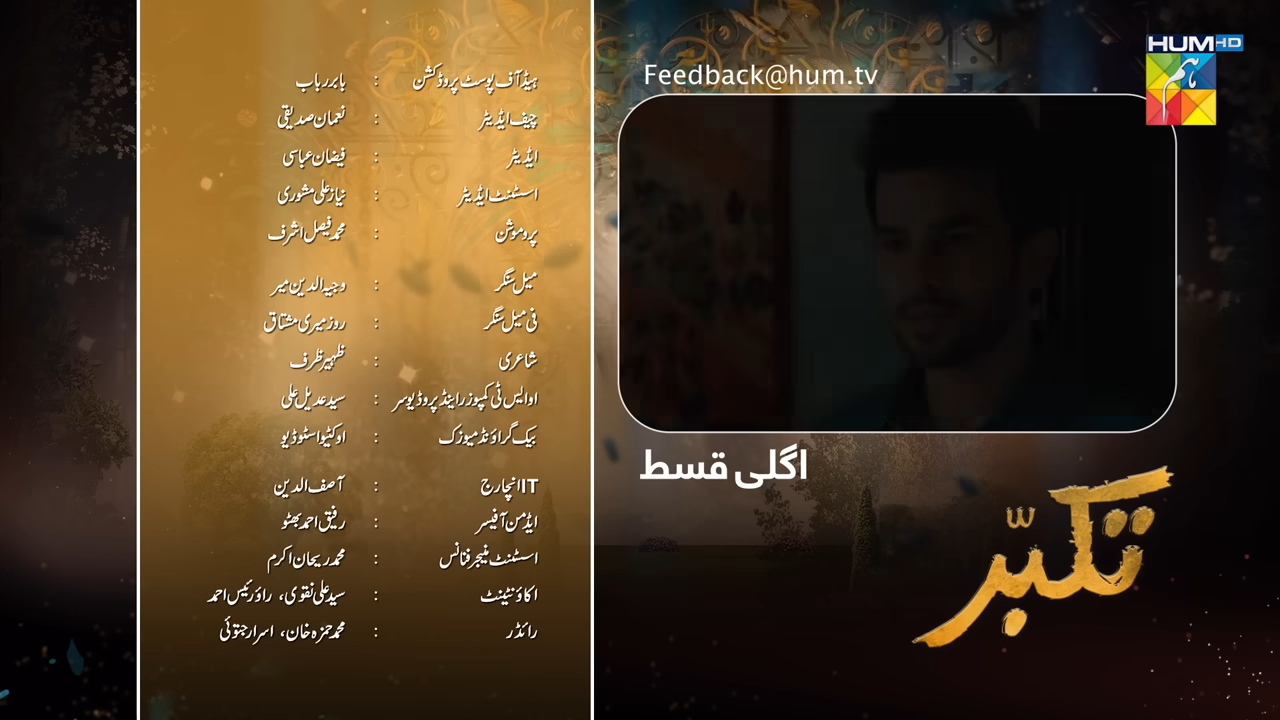 ہیڈ آف پوسٹ پروڈکشن : بابر رباب
چیف ایڈیٹر : نعمان صدیقی
ایڈیٹر : فیضان عباسی
اسسٹنٹ ایڈیٹر : نیاز علی مشوری
پروموشن : محمد فیصل اشرف
میل سنگر : وجیہ الدین میر
فی میل سنگر : روز میری مشتاق
شاعری : ظہیر ظرف
او ایس ٹی کمپوزر اینڈ پروڈیوسر : سید عدیل علی
بیک گراؤنڈ میوزک : اوکٹیو اسٹوڈیو
IT انچارج : آصف الدین
ایڈمن آفیسر : رفیق احمد بھٹو
اسسٹنٹ منیجر فنانس : محمد ریحان اکرم
اکاؤنٹینٹ : سید علی نقوی، راؤ رئیس احمد
رائڈر : محمد حمزہ خان، اسرار جتوئی
Feedback@hum.tv
HUM HD
ہم
اگلی قسط
تکبّر